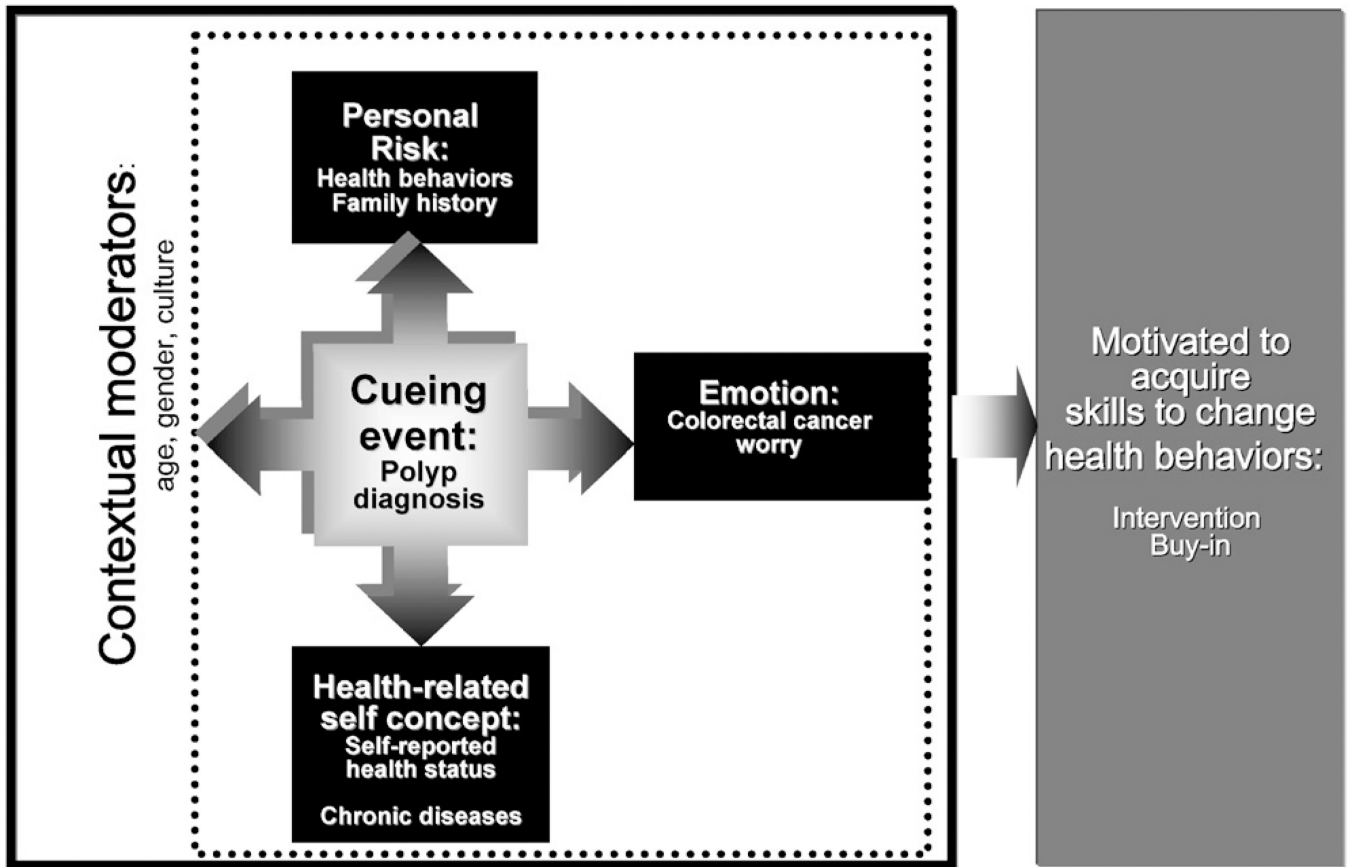 Contextual moderators:
age, gender, culture
Personal
Risk:
Health behaviors
Family history
Cueing
event:
Polyp
diagnosis
Emotion:
Colorectal cancer
worry
Health-related
self concept:
Self-reported
health status
Chronic diseases
Motivated to
acquire
skills to change
health behaviors:
Intervention
Buy-in